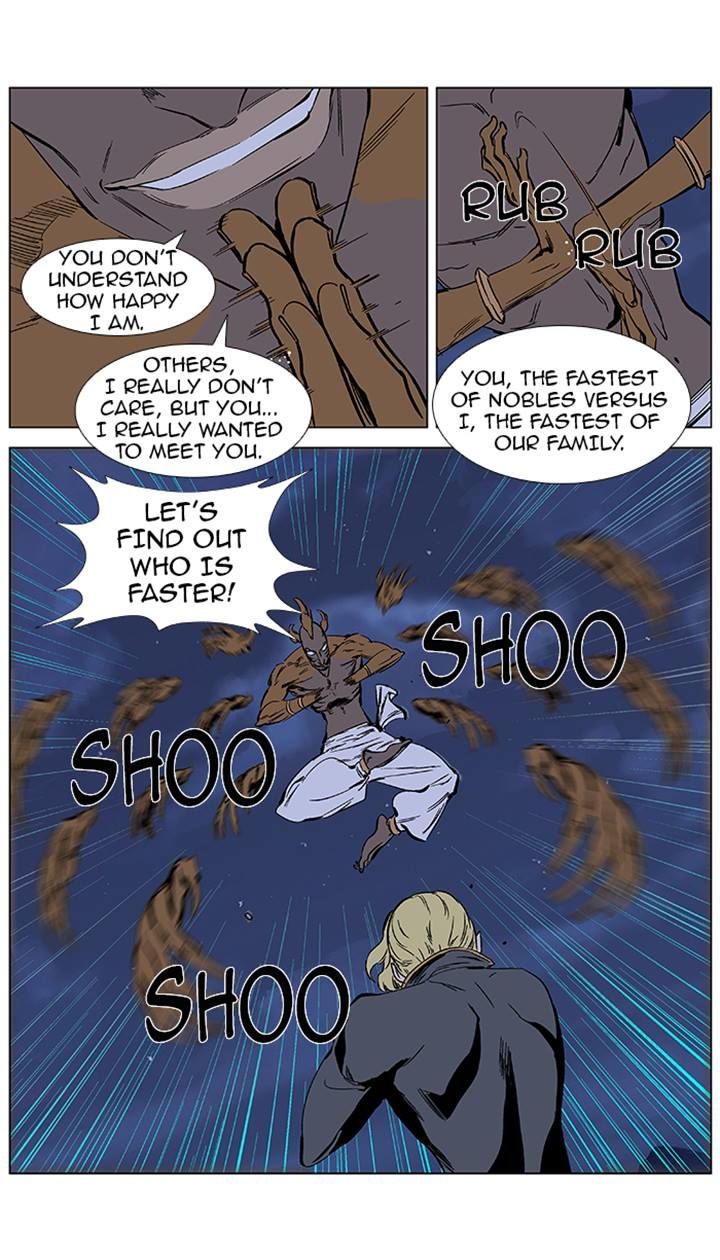 YOU DON'T
UNDERSTAND
HOW HAPPY
I AM.
OTHERS,
I REALLY DON'T
CARE, BUT YOU...
I REALLY WANTED
TO MEET YOU.
RUB
RUB
YOU, THE FASTEST
OF NOBLES VERSUS
I, THE FASTEST OF
OUR FAMILY.
LET'S
FIND OUT
WHO IS
FASTER!
SHOO
SHOO
SHOO